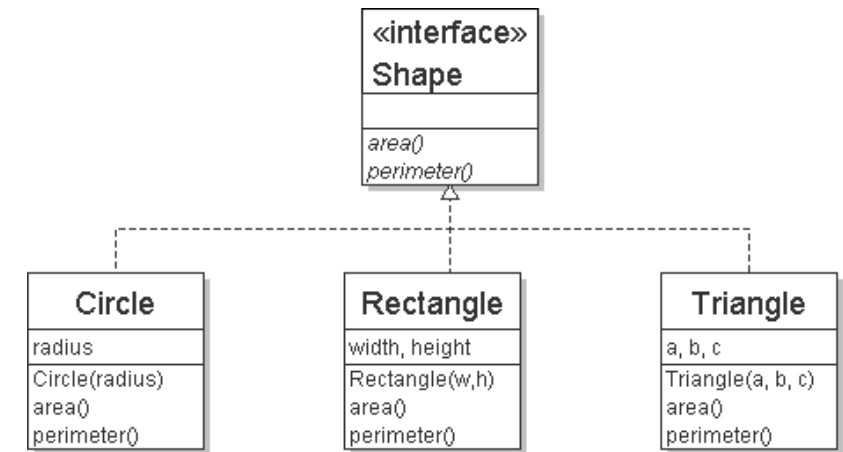 «interface»
Shape
area()
perimeter()
Circle
radius
Circle(radius)
area()
perimeter()
Rectangle
width, height
Rectangle(w,h)
area()
perimeter()
Triangle
a, b, c
Triangle(a, b, c)
area()
perimeter()